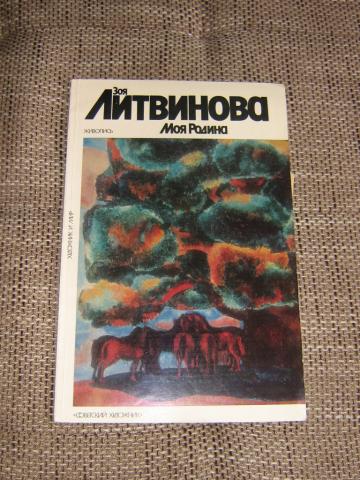 Зоя
ЛИТВИНОВА
ЖИВОПИСЬ
Моя Родина
ХУДОЖНИК И МИР
«СОВЕТСКИЙ ХУДОЖНИК»